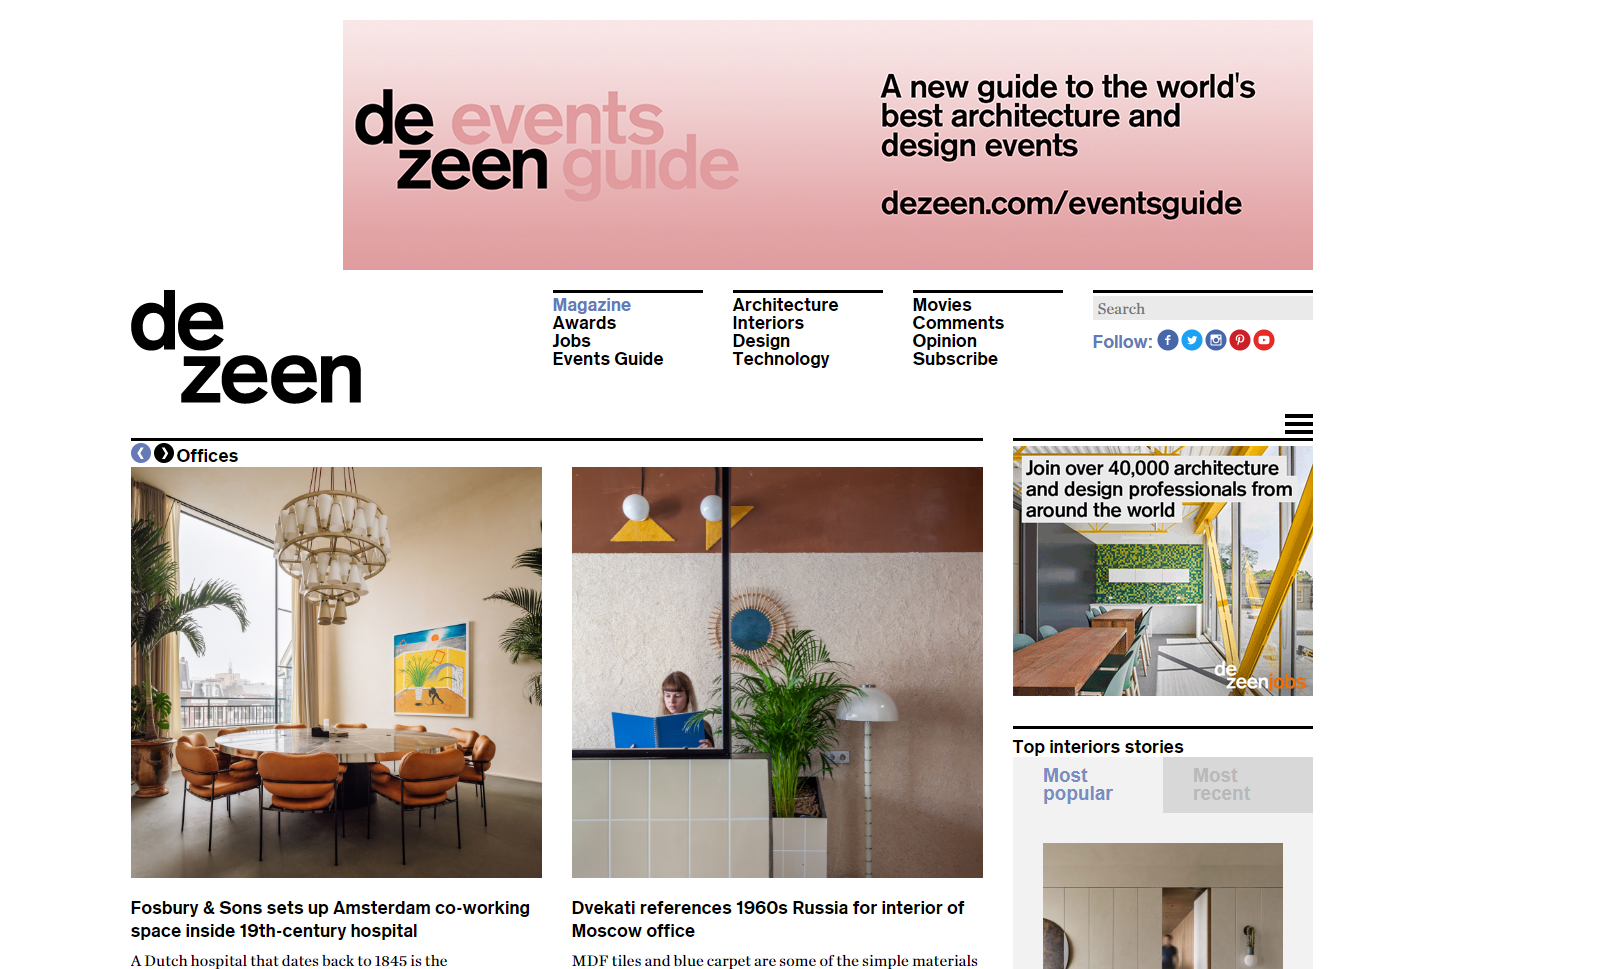 de events
zeen guide
A new guide to the world's
best architecture and
design events
dezeen.com/eventsguide
de
zeen
Magazine
Awards
Jobs
Events Guide
Architecture
Interiors
Design
Technology
Movies
Comments
Opinion
Subscribe
Search
Follow:
Offices
Join over 40,000 architecture
and design professionals from
around the world
de
zeenjobs
Fosbury & Sons sets up Amsterdam co-working
space inside 19th-century hospital
A Dutch hospital that dates back to 1845 is the
Dvekati references 1960s Russia for interior of
Moscow office
MDF tiles and blue carpet are some of the simple materials
Top interiors stories
Most
popular
Most
recent